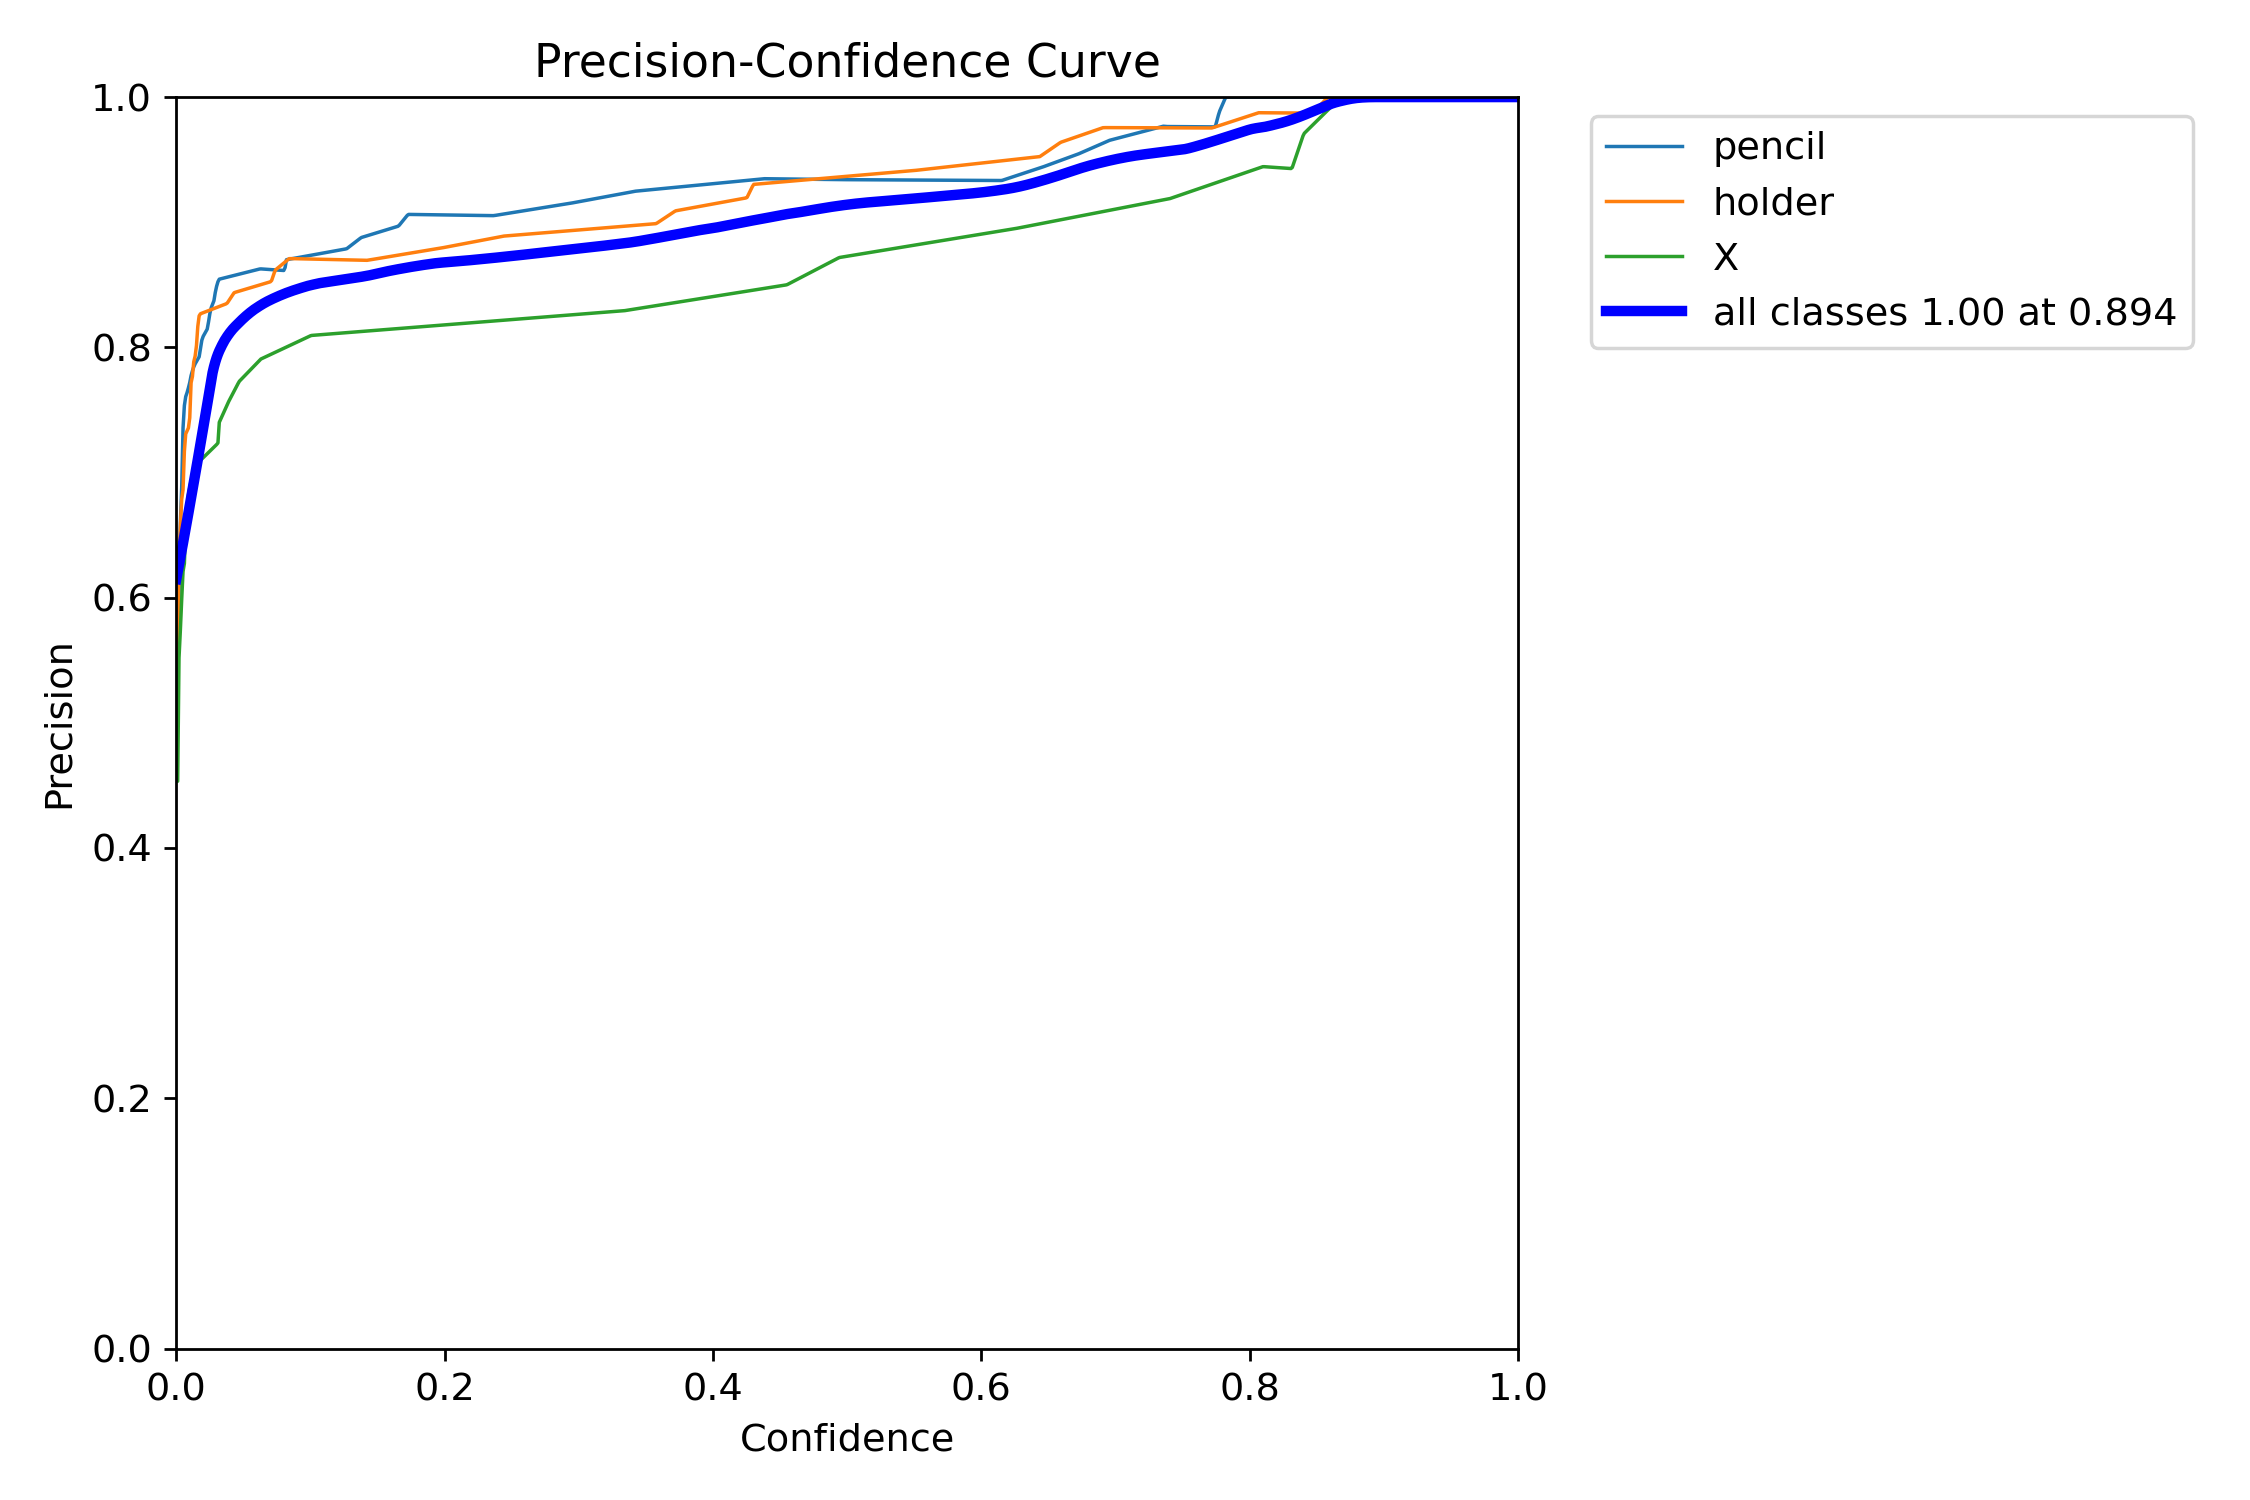 Precision-Confidence Curve
1.0
0.8
0.6
0.4
0.2
0.0
Precision
0.0 0.2 0.4 0.6 0.8 1.0
Confidence
pencil
holder
X
all classes 1.00 at 0.894